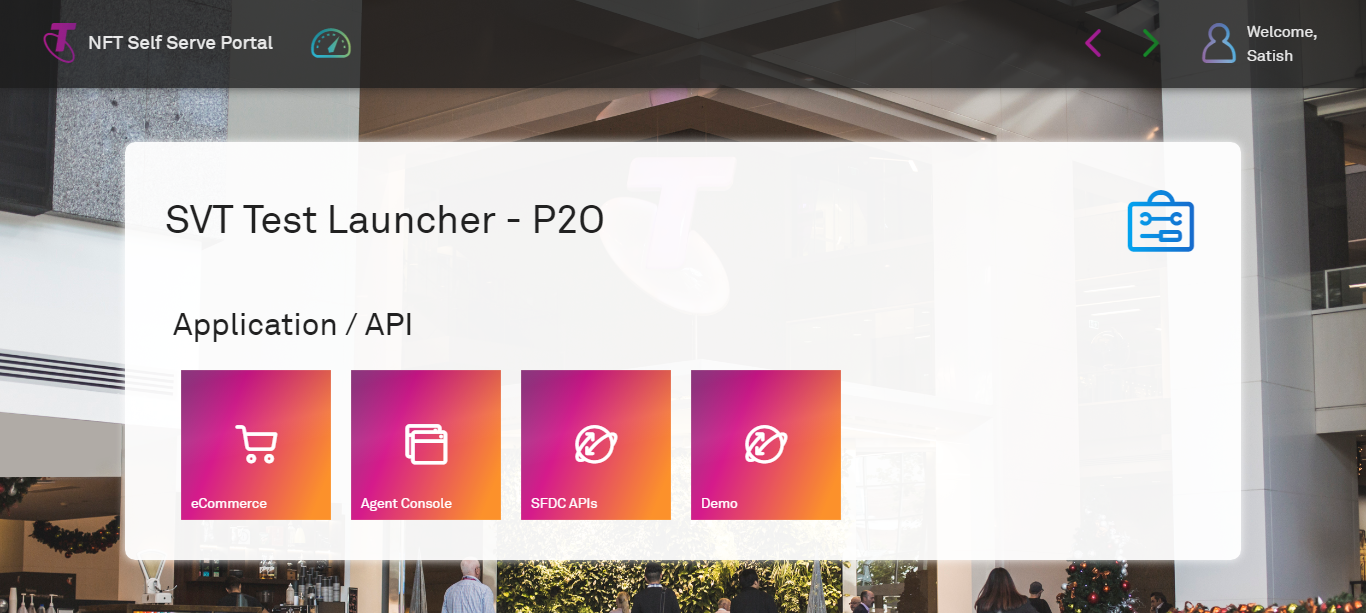 NFT Self Serve Portal
Welcome,
Satish
SVT Test Launcher - P2O
Application / API
eCommerce
Agent Console
SFDC APIs
Demo